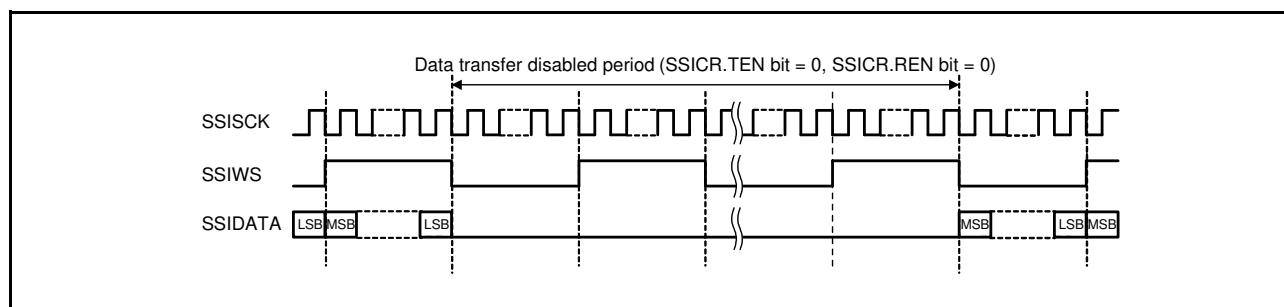 Data transfer disabled period (SSICR.TEN bit = 0, SSICR.REN bit = 0)
SSISCK
SSIWS
SSIDATA LSB MSB LSB MSB LSB MSB